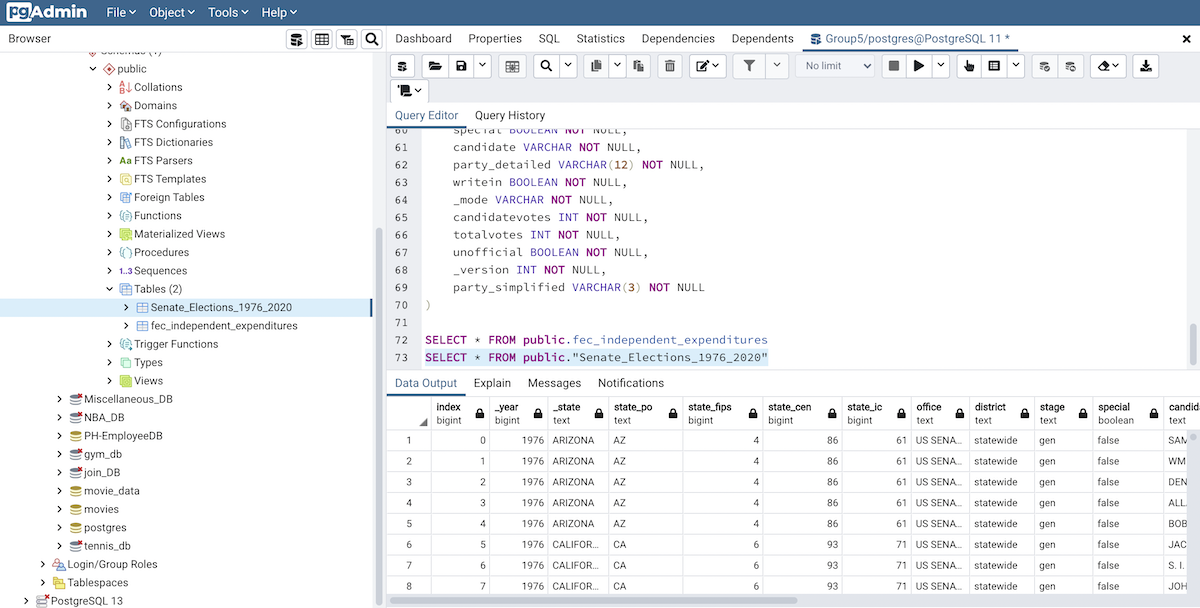 pgAdmin File Object Tools Help
Browser
Dashboard Properties SQL Statistics Dependencies Dependents Group5/postgres@PostgreSQL 11 *
No limit
Schemas (1)
public
Collations
Domains
FTS Configurations
FTS Dictionaries
FTS Parsers
FTS Templates
Foreign Tables
Functions
Materialized Views
Procedures
1..3 Sequences
Tables (2)
Senate_Elections_1976_2020
fec_independent_expenditures
Trigger Functions
Types
Views
Miscellaneous_DB
NBA_DB
PH-EmployeeDB
gym_db
join_DB
movie_data
movies
postgres
tennis_db
Login/Group Roles
Tablespaces
PostgreSQL 13
Query Editor Query History
60 special BOOLEAN NOT NULL,
61 candidate VARCHAR NOT NULL,
62 party_detailed VARCHAR(12) NOT NULL,
63 writein BOOLEAN NOT NULL,
64 _mode VARCHAR NOT NULL,
65 candidatevotes INT NOT NULL,
66 totalvotes INT NOT NULL,
67 unofficial BOOLEAN NOT NULL,
68 _version INT NOT NULL,
69 party_simplified VARCHAR(3) NOT NULL
70 )
71
72 SELECT * FROM public.fec_independent_expenditures
73 SELECT * FROM public."Senate_Elections_1976_2020"
Data Output Explain Messages Notifications
index _year _state state_po state_fips state_cen state_ic office district stage special candid
bigint bigint text text bigint bigint bigint text text text boolean text
1 0 1976 ARIZONA AZ 4 86 61 US SENA... statewide gen false SAM
2 1 1976 ARIZONA AZ 4 86 61 US SENA... statewide gen false WM
3 2 1976 ARIZONA AZ 4 86 61 US SENA... statewide gen false DEN
4 3 1976 ARIZONA AZ 4 86 61 US SENA... statewide gen false ALL
5 4 1976 ARIZONA AZ 4 86 61 US SENA... statewide gen false BOB
6 5 1976 CALIFOR... CA 6 93 71 US SENA... statewide gen false JAC
7 6 1976 CALIFOR... CA 6 93 71 US SENA... statewide gen false S. I.
8 7 1976 CALIFOR... CA 6 93 71 US SENA... statewide gen false JOH